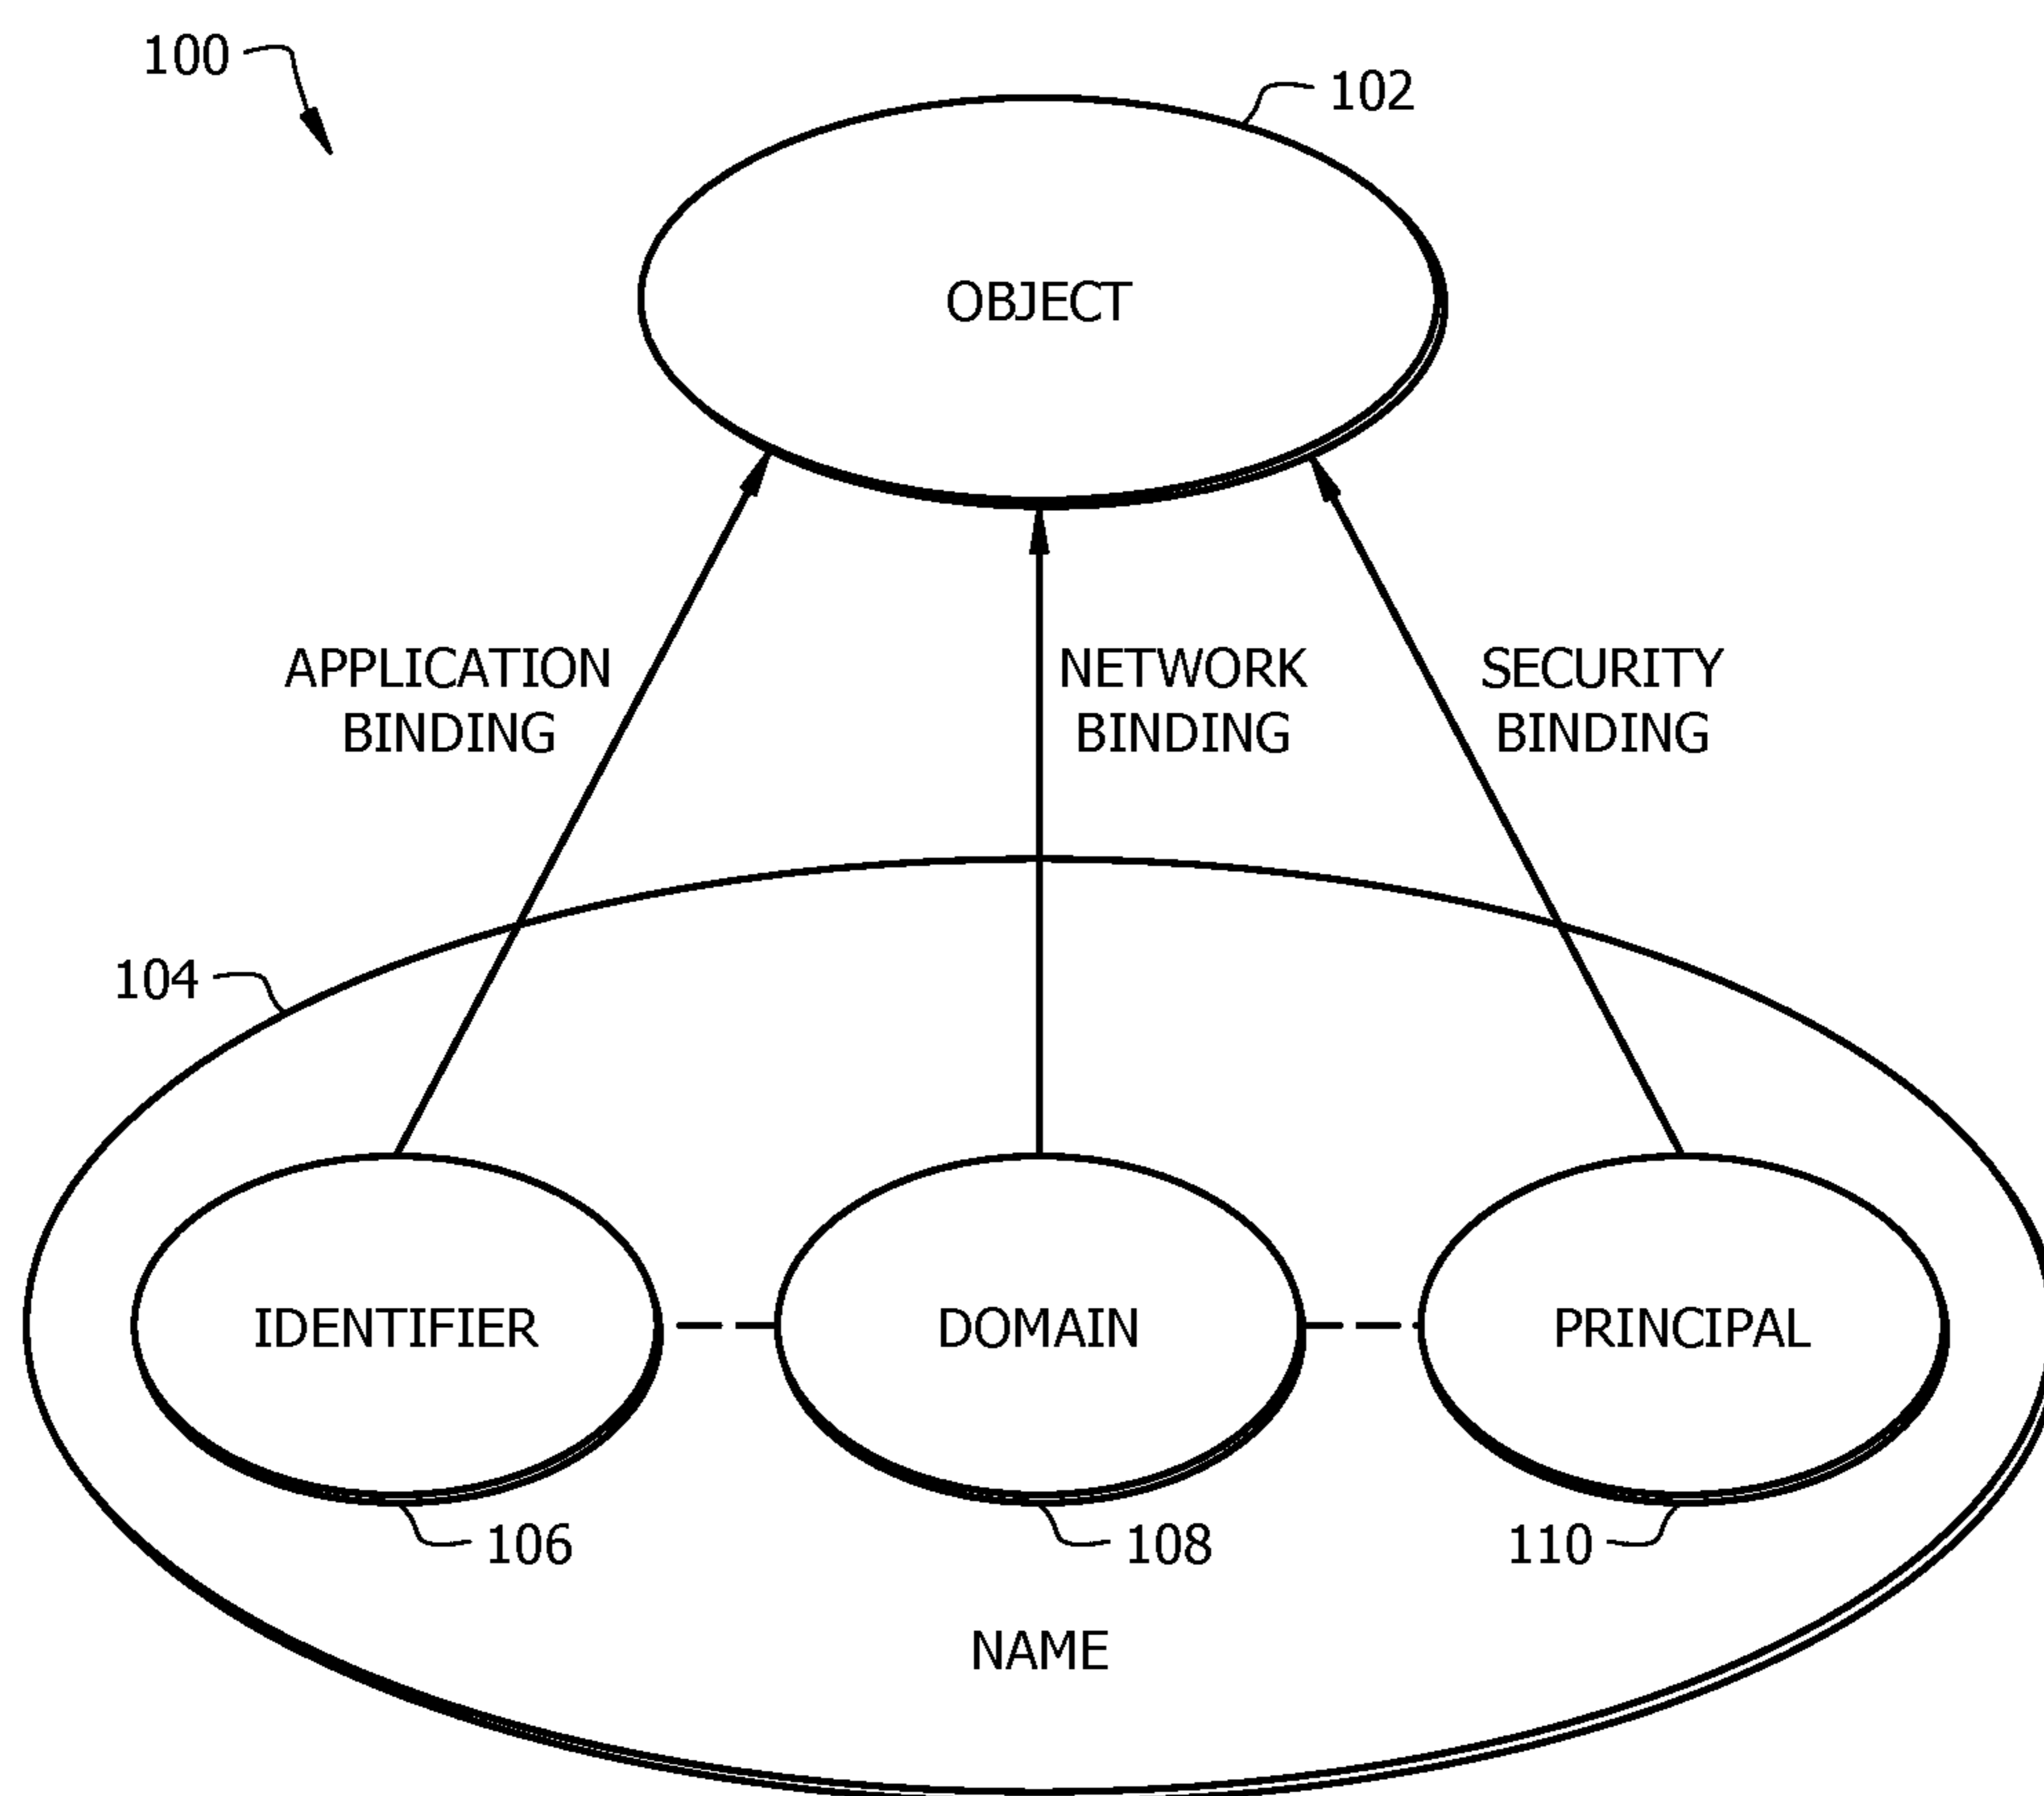 100
102
OBJECT
APPLICATION
BINDING
NETWORK
BINDING
SECURITY
BINDING
104
IDENTIFIER
DOMAIN
PRINCIPAL
106
108
110
NAME